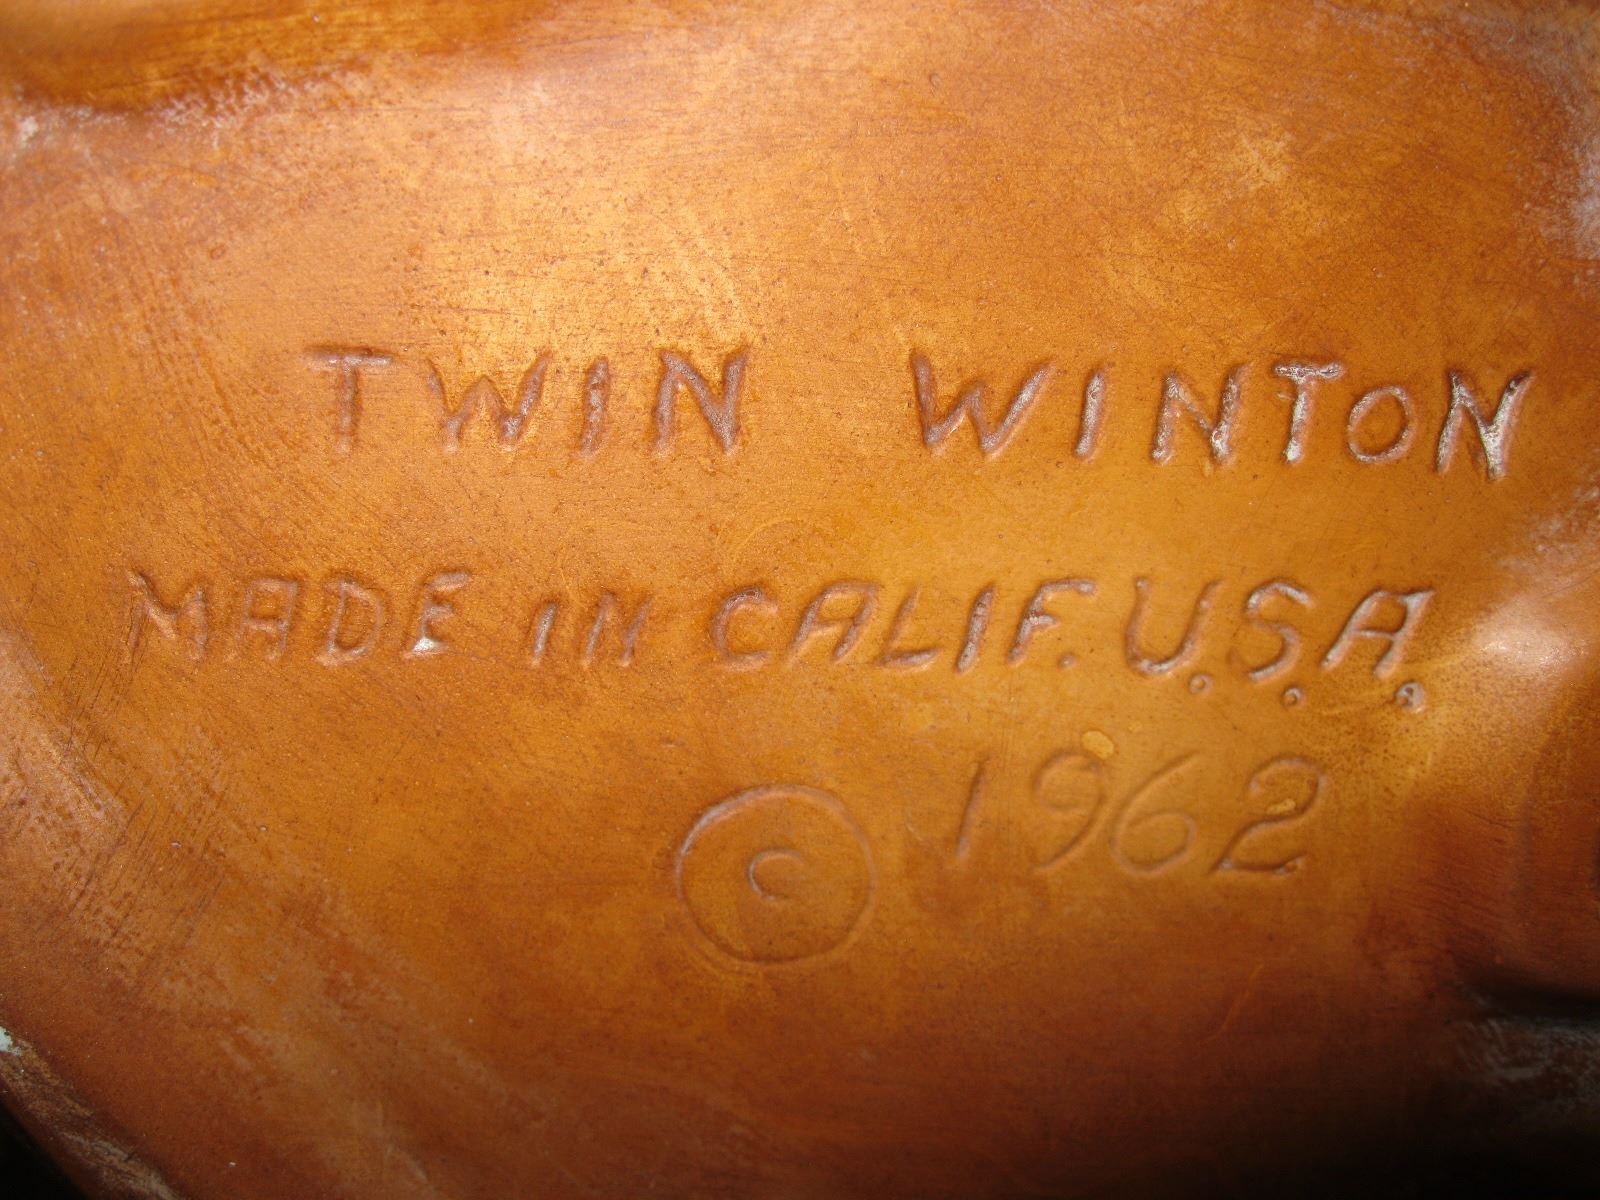 TWIN WINTON
MADE IN CALIF. U.S.A.
© 1962